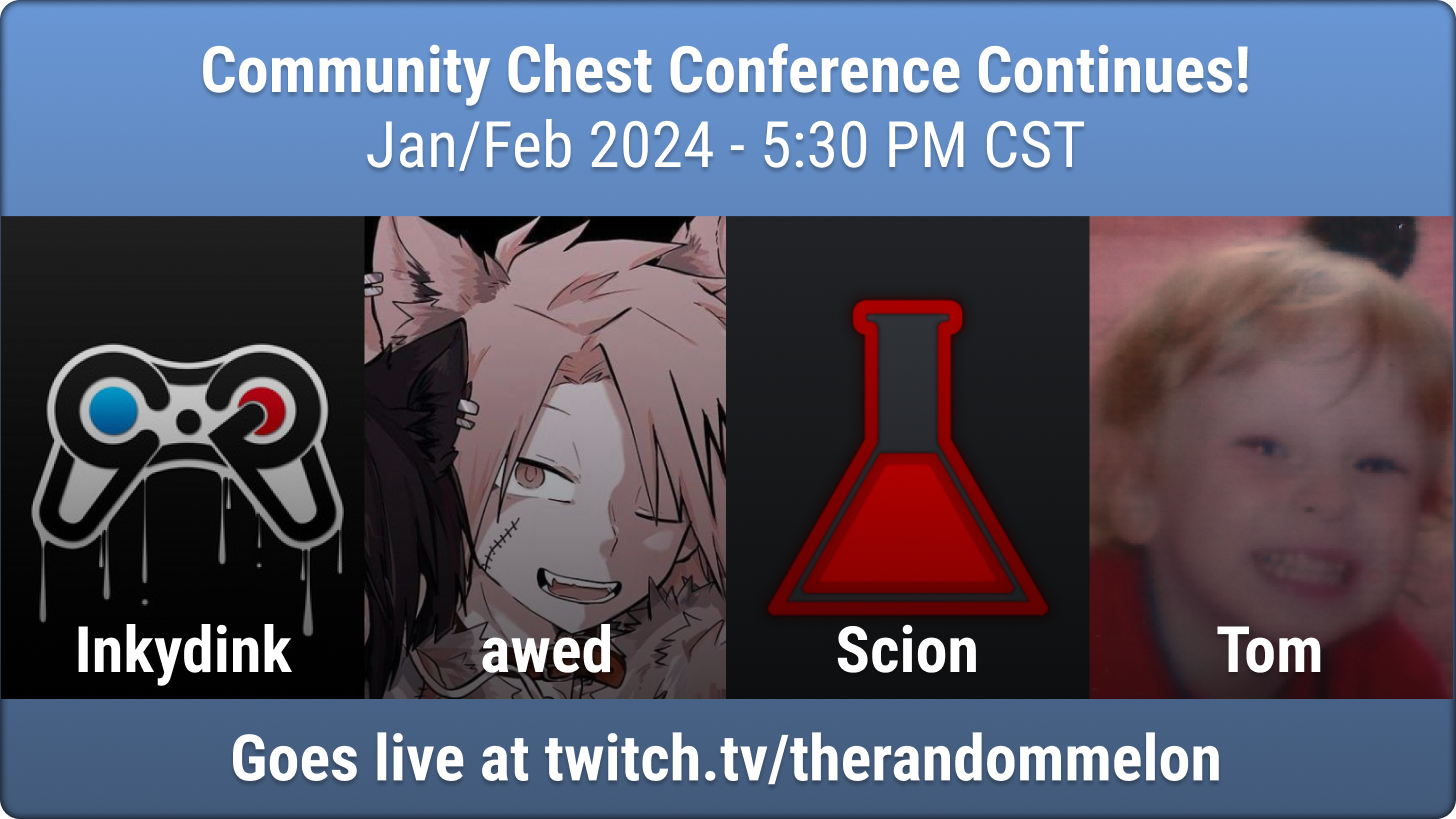 Community Chest Conference Continues!
Jan/Feb 2024 - 5:30 PM CST
Inkydink
awed
Scion
Tom
Goes live at twitch.tv/therandommelon